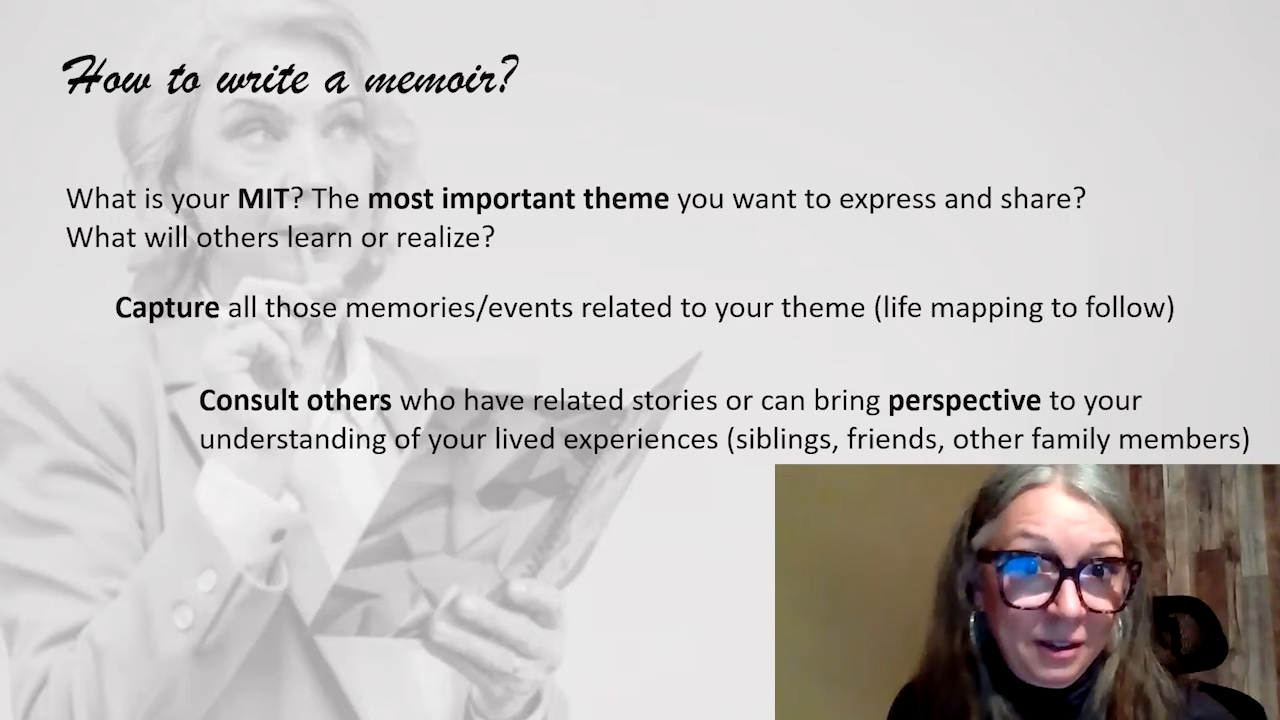 How to write a memoir?
What is your MIT? The most important theme you want to express and share?
What will others learn or realize?
Capture all those memories/events related to your theme (life mapping to follow)
Consult others who have related stories or can bring perspective to your
understanding of your lived experiences (siblings, friends, other family members)